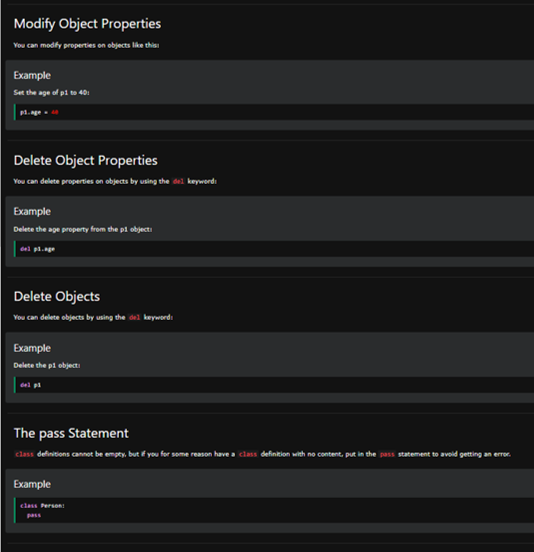 Modify Object Properties
You can modify properties on objects like this:
Example
Set the age of p1 to 40:
p1.age = 40
Delete Object Properties
You can delete properties on objects by using the del keyword:
Example
Delete the age property from the p1 object:
del p1.age
Delete Objects
You can delete objects by using the del keyword:
Example
Delete the p1 object:
del p1
The pass Statement
class definitions cannot be empty, but if you for some reason have a class definition with no content, put in the pass statement to avoid getting an error.
Example
class Person:
pass